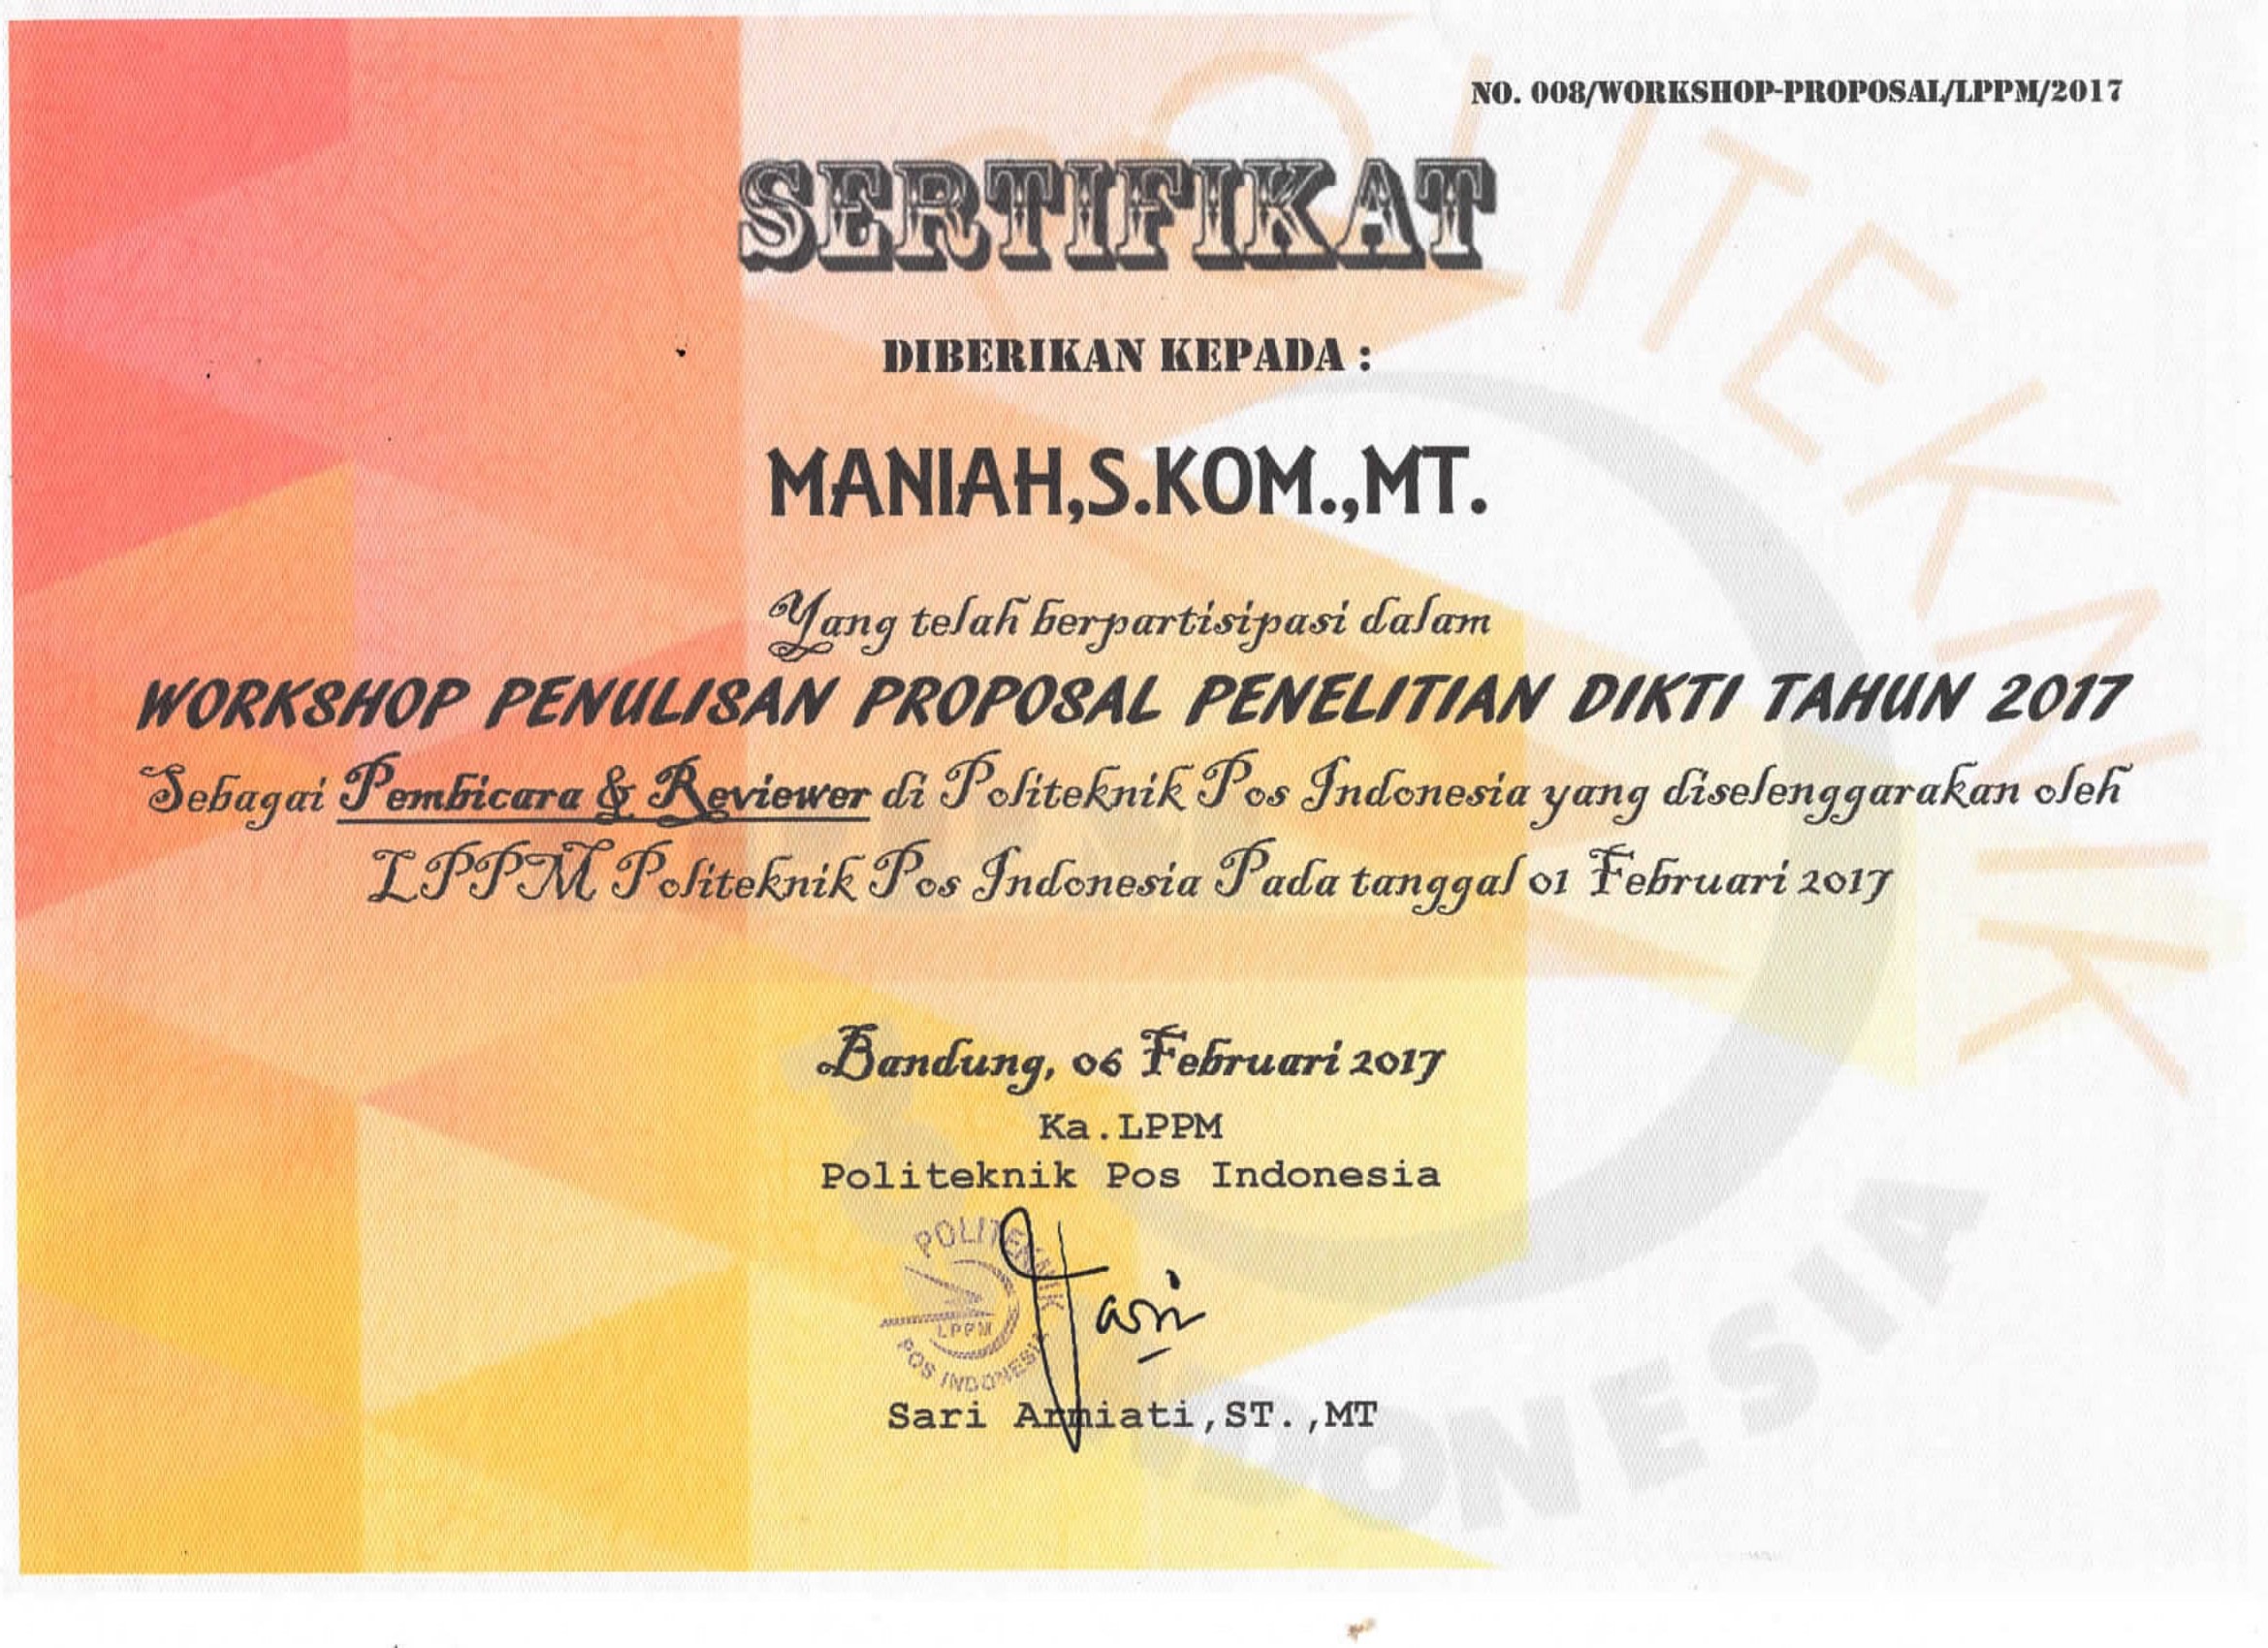 NO. 008/WORKSHOP-PROPOSAL/LPPM/2017
SERTIFIKAT
DIBERIKAN KEPADA :
MANIAH,S.KOM.,MT.
Yang telah berpartisipasi dalam
WORKSHOP PENULISAN PROPOSAL PENELITIAN DIKTI TAHUN 2017
Sebagai Pembicara & Reviewer di Politeknik Pos Indonesia yang diselenggarakan oleh
LPPM Politeknik Pos Indonesia Pada tanggal 01 Februari 2017
Bandung, 06 Februari 2017
Ka.LPPM
Politeknik Pos Indonesia
POLITEKNIK
LPPM
POS INDONESIA
Sari Armiati,ST.,MT
POLITEKNIK
INDONESIA